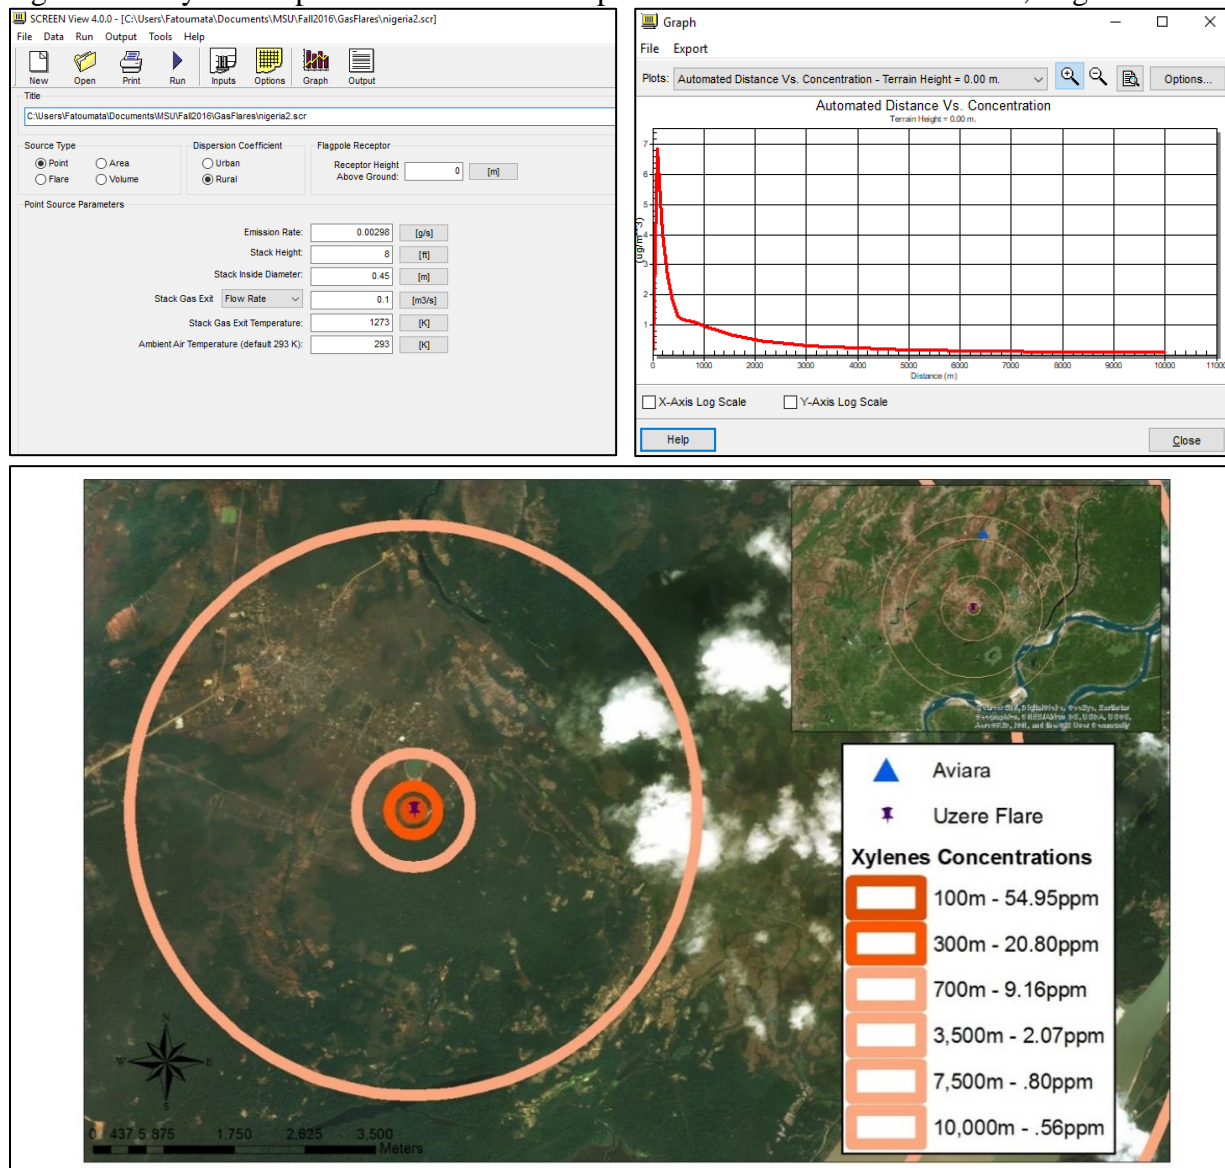 SCREEN View 4.0.0 - [C:\Users\Fatoumata\Documents\MSU\Fall2016\GasFlares\nigeria2.scr]
File Data Run Output Tools Help
New Open Print Run Inputs Options Graph Output
Title
C:\Users\Fatoumata\Documents\MSU\Fall2016\GasFlares\nigeria2.scr
Source Type Dispersion Coefficient Flagpole Receptor
Point Area Urban Receptor Height
Above Ground: 0 [m]
Flare Volume Rural
Point Source Parameters
Emission Rate: 0.00298 [g/s]
Stack Height: 8 [ft]
Stack Inside Diameter: 0.45 [m]
Stack Gas Exit Flow Rate 0.1 [m3/s]
Stack Gas Exit Temperature: 1273 [K]
Ambient Air Temperature (default 293 K): 293 [K]
Graph
File Export
Plots: Automated Distance Vs. Concentration - Terrain Height = 0.00 m. Options...
Automated Distance Vs. Concentration
Terrain Height = 0.00 m.
7
6
5
4
3
2
1
(ug/m**3)
0 1000 2000 3000 4000 5000 6000 7000 8000 9000 10000 11000
Distance (m)
X-Axis Log Scale Y-Axis Log Scale
Help Close
Aviara
Uzere Flare
Xylenes Concentrations
100m - 54.95ppm
300m - 20.80ppm
700m - 9.16ppm
3,500m - 2.07ppm
7,500m - .80ppm
10,000m - .56ppm
N
W E
S
0 437.5 875 1,750 2,625 3,500
Meters